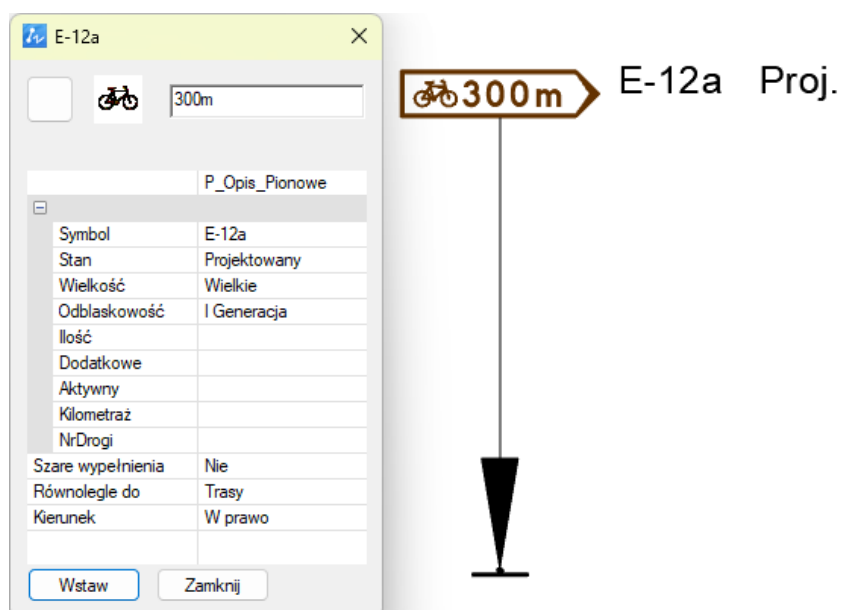 E-12a
300m
P_Opis_Pionowe
Symbol E-12a
Stan Projektowany
Wielkość Wielkie
Odblaskowość I Generacja
Ilość
Dodatkowe
Aktywny
Kilometraż
NrDrogi
Szare wypełnienia Nie
Równolegle do Trasy
Kierunek W prawo
Wstaw Zamknij
300m E-12a Proj.